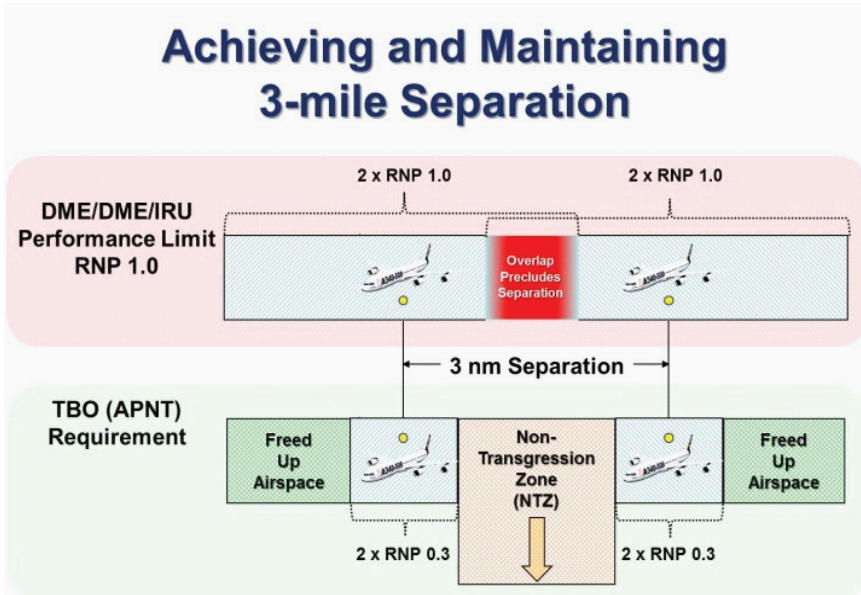 Achieving and Maintaining
3-mile Separation
2 x RNP 1.0
2 x RNP 1.0
DME/DME/IRU
Performance Limit
RNP 1.0
Overlap
Precludes
Separation
3 nm Separation
TBO (APNT)
Requirement
Freed
Up
Airspace
Non-
Transgression
Zone
(NTZ)
Freed
Up
Airspace
2 x RNP 0.3
2 x RNP 0.3